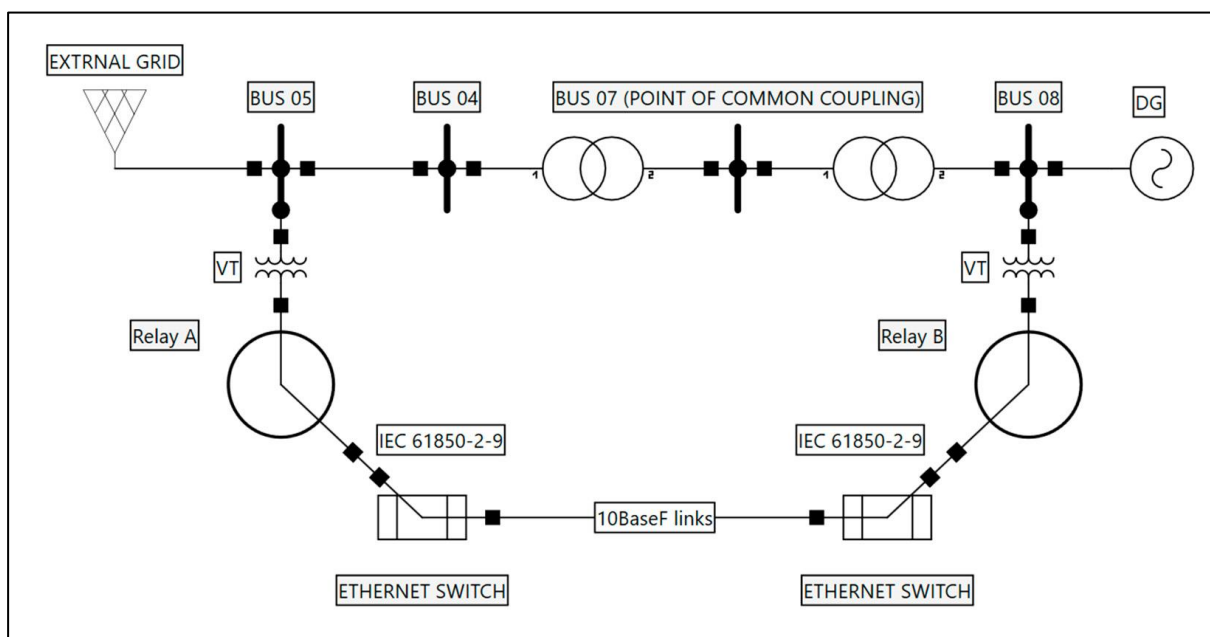 EXTRNAL GRID
BUS 05
BUS 04
BUS 07 (POINT OF COMMON COUPLING)
BUS 08
DG
1
2
1
2
VT
VT
Relay A
Relay B
IEC 61850-2-9
IEC 61850-2-9
10BaseF links
ETHERNET SWITCH
ETHERNET SWITCH